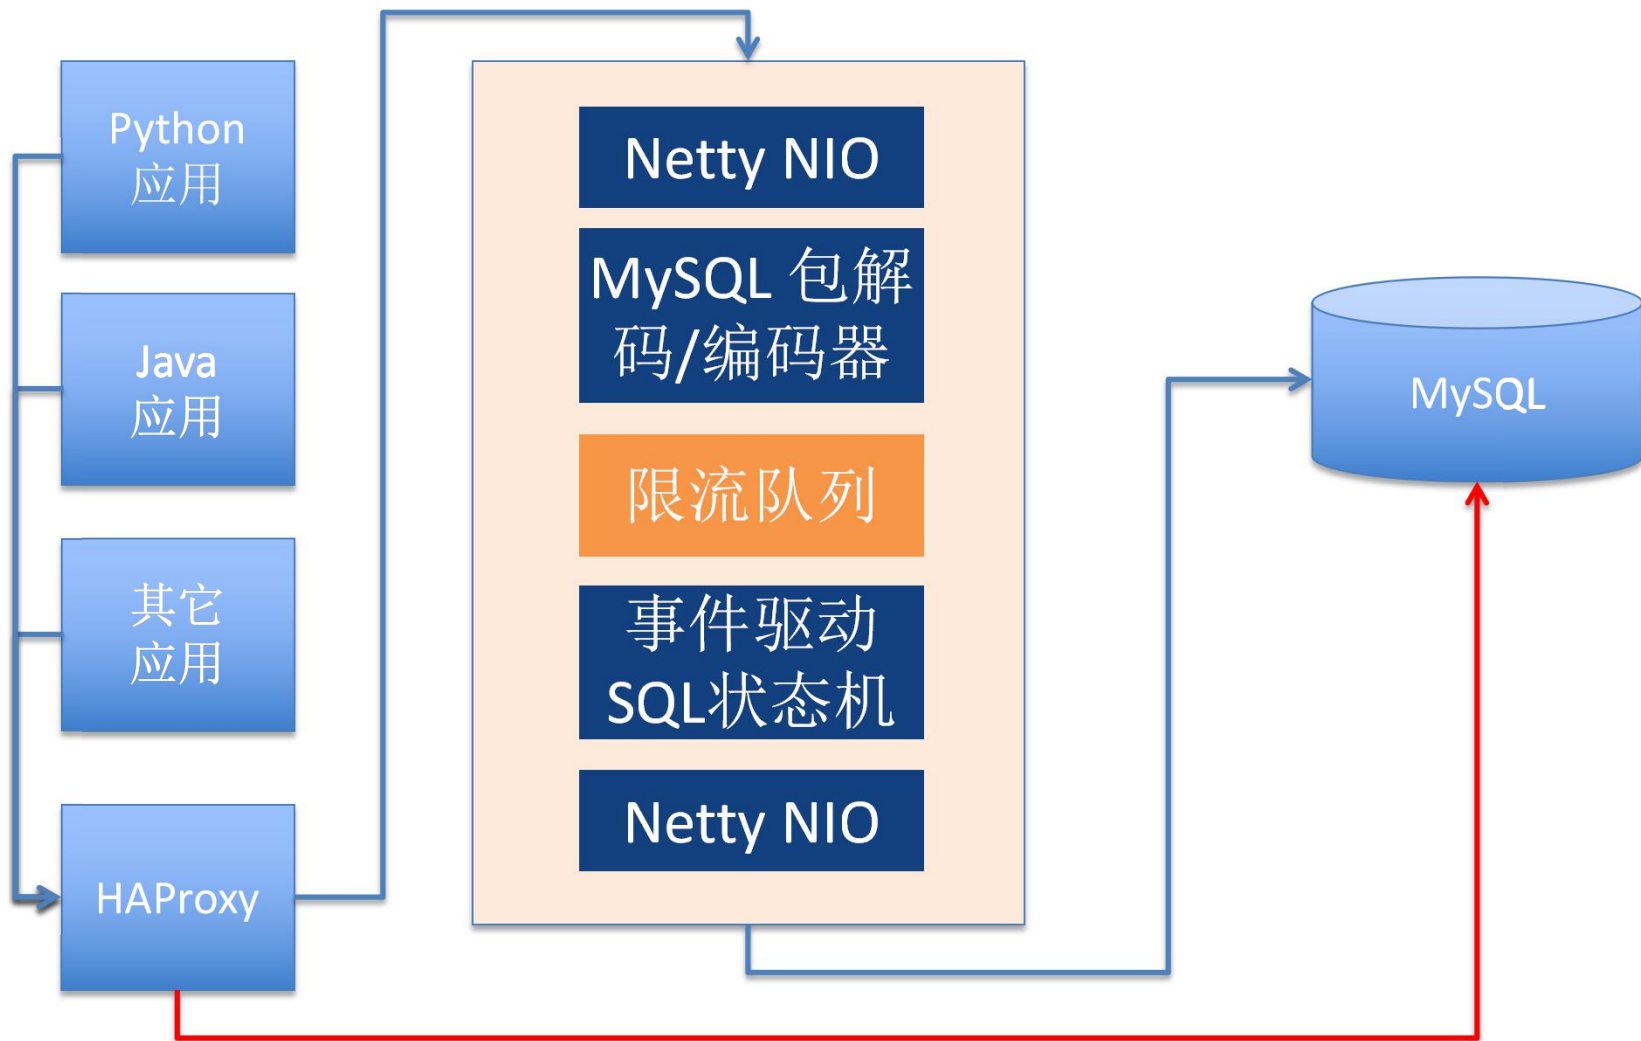 Python
应用
Java
应用
其它
应用
HAProxy
Netty NIO
MySQL 包解
码/编码器
限流队列
事件驱动
SQL状态机
Netty NIO
MySQL